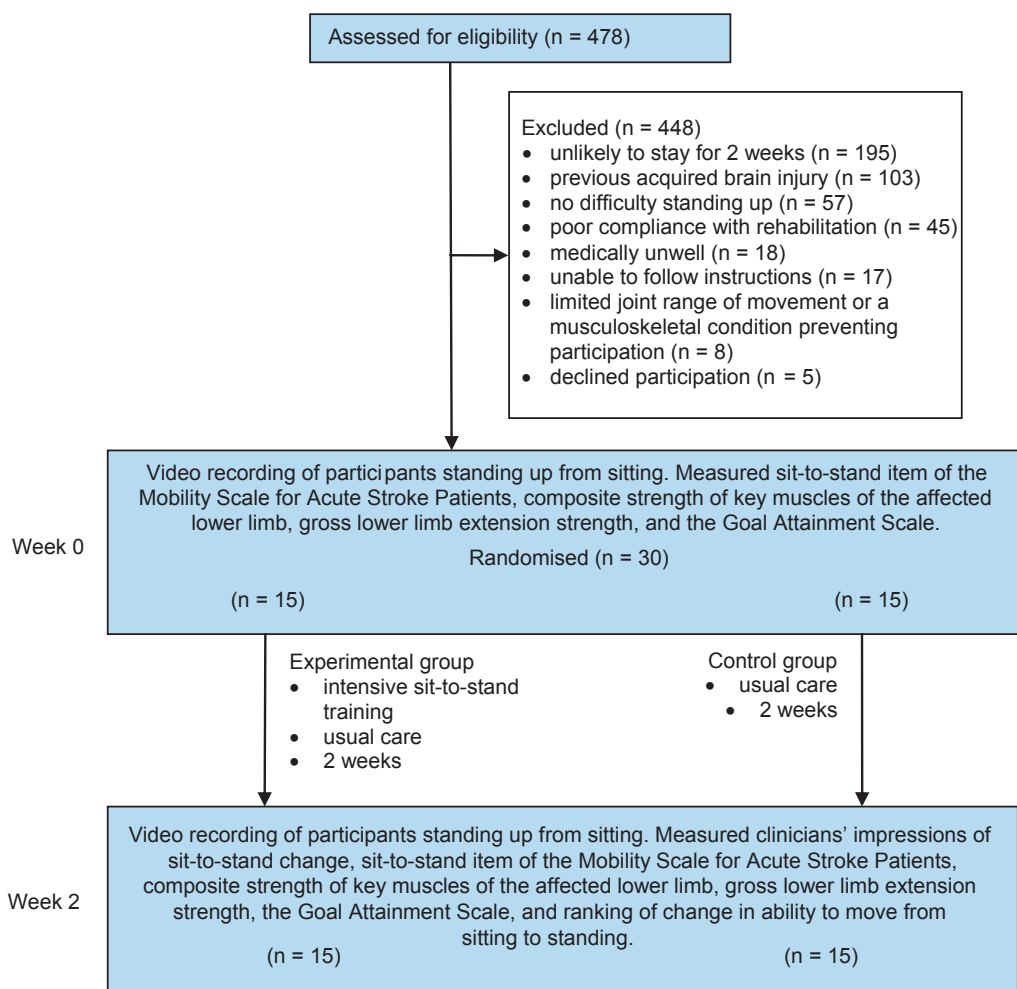 Assessed for eligibility (n = 478)
Excluded (n = 448)
• unlikely to stay for 2 weeks (n = 195)
• previous acquired brain injury (n = 103)
• no difficulty standing up (n = 57)
• poor compliance with rehabilitation (n = 45)
• medically unwell (n = 18)
• unable to follow instructions (n = 17)
• limited joint range of movement or a
musculoskeletal condition preventing
participation (n = 8)
• declined participation (n = 5)
Week 0
Video recording of participants standing up from sitting. Measured sit-to-stand item of the
Mobility Scale for Acute Stroke Patients, composite strength of key muscles of the affected
lower limb, gross lower limb extension strength, and the Goal Attainment Scale.
Randomised (n = 30)
(n = 15)
(n = 15)
Experimental group
• intensive sit-to-stand
training
• usual care
• 2 weeks
Control group
• usual care
• 2 weeks
Week 2
Video recording of participants standing up from sitting. Measured clinicians' impressions of
sit-to-stand change, sit-to-stand item of the Mobility Scale for Acute Stroke Patients,
composite strength of key muscles of the affected lower limb, gross lower limb extension
strength, the Goal Attainment Scale, and ranking of change in ability to move from
sitting to standing.
(n = 15)
(n = 15)